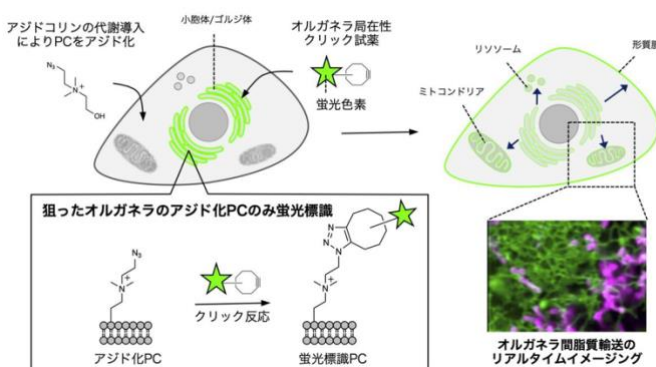 アジドコリンの代謝導入
によりPCをアジド化
小胞体/ゴルジ体
オルガネラ局在性
クリック試薬
蛍光色素
N3
N+
OH
リソソーム
形質膜
ミトコンドリア
狙ったオルガネラのアジド化PCのみ蛍光標識
N3
N+
クリック反応
N=N
N
N+
アジド化PC
蛍光標識PC
オルガネラ間脂質輸送の
リアルタイムイメージング